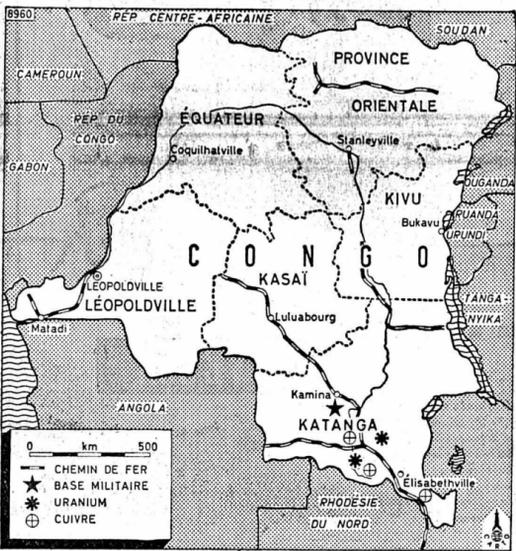 8960
RÉP CENTRE-AFRICAINE
SOUDAN
CAMEROUN
PROVINCE
ORIENTALE
RÉP. DU
CONGO
ÉQUATEUR
Coquilhatville
Stanleyville
GABON
KIVU
OUGANDA
Bukavu
RUANDA
URUNDI
CONGO
KASAÏ
LÉOPOLDVILLE
LÉOPOLDVILLE
Matadi
Luluabourg
TANGA-
NYIKA
Kamina
KATANGA
ANGOLA
Élisabethville
RHODÉSIE
DU NORD
0 km 500
CHEMIN DE FER
BASE MILITAIRE
URANIUM
CUIVRE